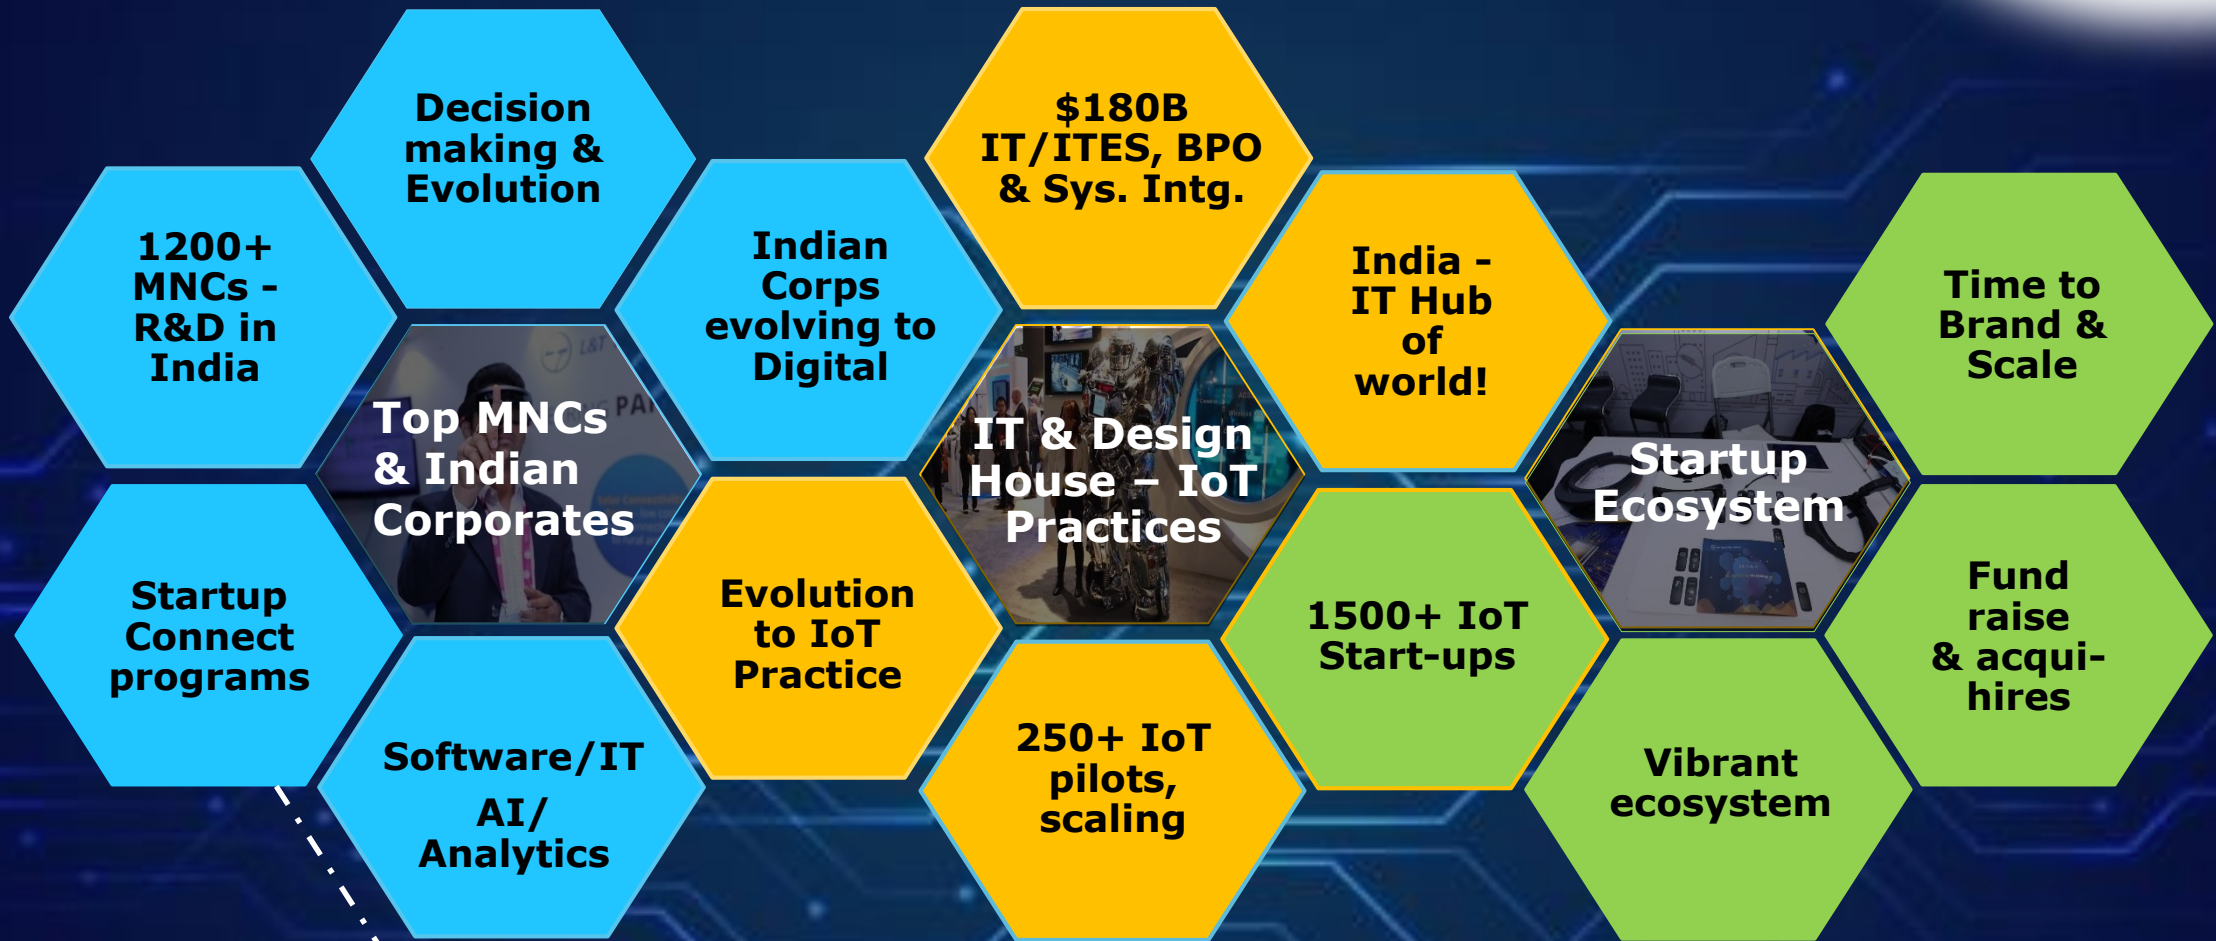 Decision
making &
Evolution
$180B
IT/ITES, BPO
& Sys. Intg.
1200+
MNCs -
R&D in
India
Indian
Corps
evolving to
Digital
India -
IT Hub
of
world!
Time to
Brand &
Scale
L&T
PAI
Top MNCs
& Indian
Corporates
IT & Design
House – IoT
Practices
Startup
Ecosystem
Startup
Connect
programs
Evolution
to IoT
Practice
1500+ IoT
Start-ups
Fund
raise
& acqui-
hires
Software/IT
AI/
Analytics
250+ IoT
pilots,
scaling
Vibrant
ecosystem